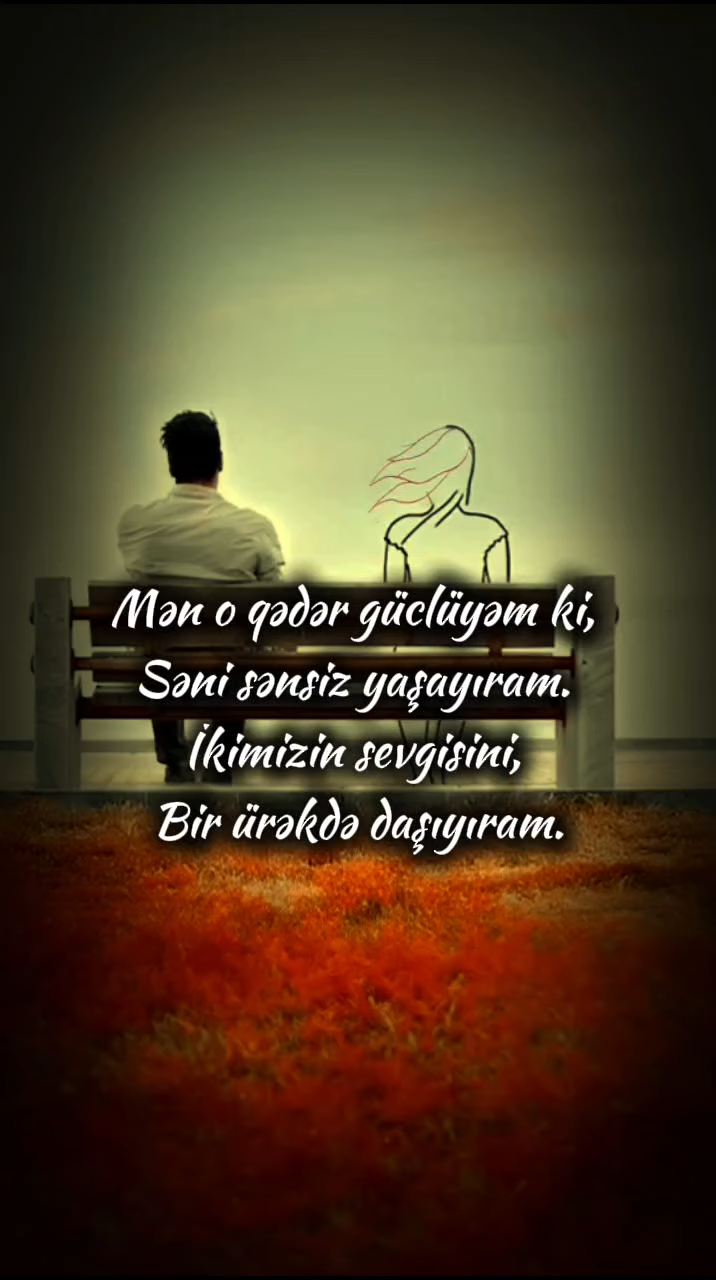 Mən o qədər güclüyəm ki,
Səni sənsiz yaşayıram.
İkimizin sevgisini,
Bir ürəkdə daşıyıram.